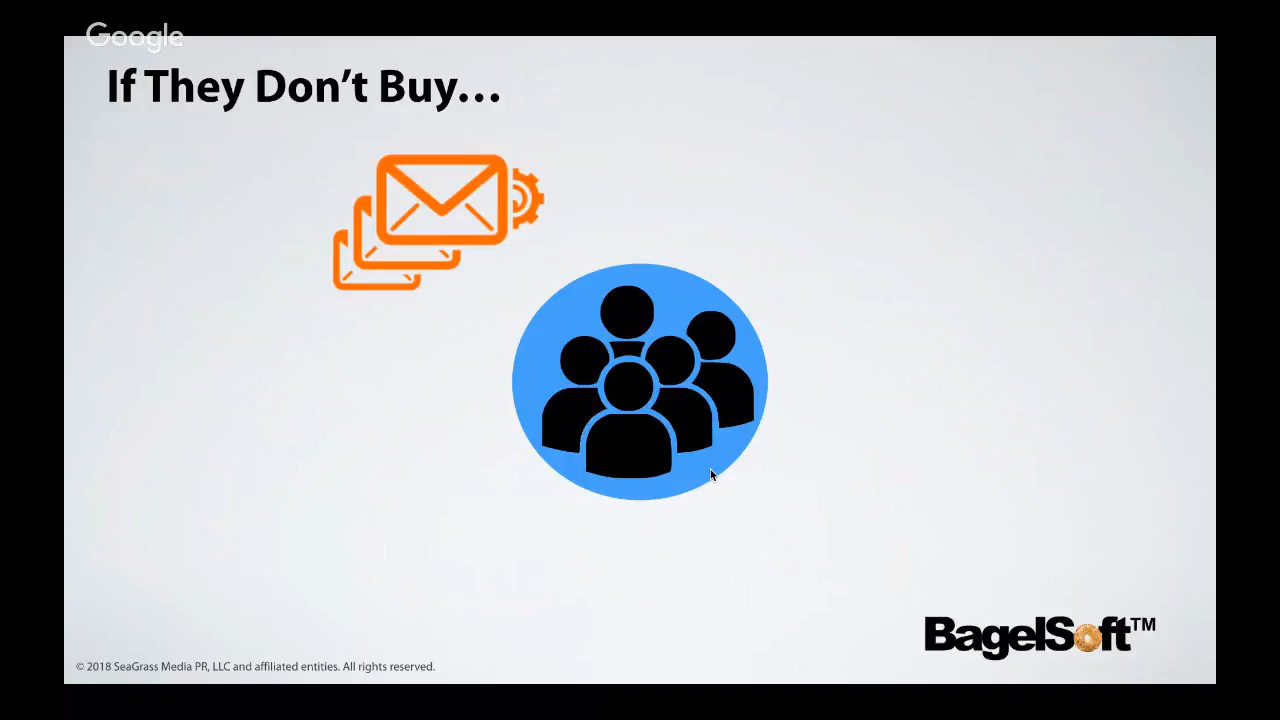 Google
If They Don’t Buy…
BagelSoft™
© 2018 SeaGrass Media PR, LLC and affiliated entities. All rights reserved.